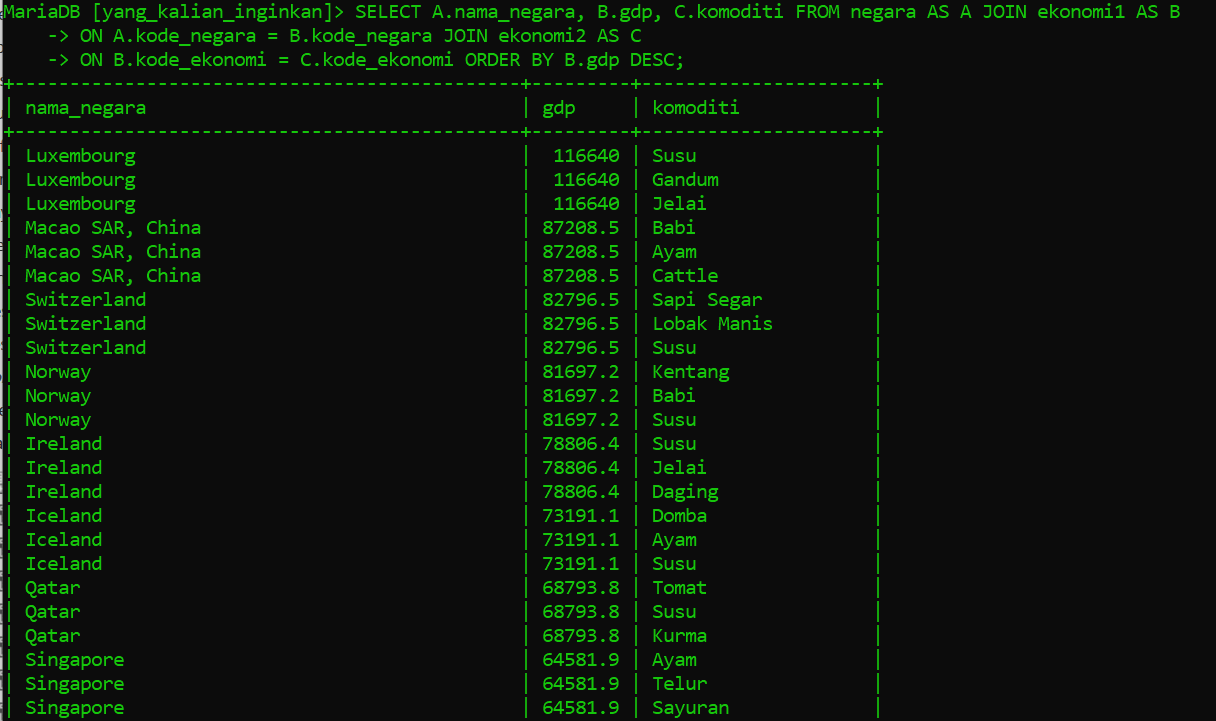 MariaDB [yang_kalian_inginkan]> SELECT A.nama_negara, B.gdp, C.komoditi FROM negara AS A JOIN ekonomi1 AS B
    -> ON A.kode_negara = B.kode_negara JOIN ekonomi2 AS C
    -> ON B.kode_ekonomi = C.kode_ekonomi ORDER BY B.gdp DESC;
+----------------------------------------------+---------+---------------------+
| nama_negara | gdp | komoditi |
+----------------------------------------------+---------+---------------------+
| Luxembourg | 116640 | Susu |
| Luxembourg | 116640 | Gandum |
| Luxembourg | 116640 | Jelai |
| Macao SAR, China | 87208.5 | Babi |
| Macao SAR, China | 87208.5 | Ayam |
| Macao SAR, China | 87208.5 | Cattle |
| Switzerland | 82796.5 | Sapi Segar |
| Switzerland | 82796.5 | Lobak Manis |
| Switzerland | 82796.5 | Susu |
| Norway | 81697.2 | Kentang |
| Norway | 81697.2 | Babi |
| Norway | 81697.2 | Susu |
| Ireland | 78806.4 | Susu |
| Ireland | 78806.4 | Jelai |
| Ireland | 78806.4 | Daging |
| Iceland | 73191.1 | Domba |
| Iceland | 73191.1 | Ayam |
| Iceland | 73191.1 | Susu |
| Qatar | 68793.8 | Tomat |
| Qatar | 68793.8 | Susu |
| Qatar | 68793.8 | Kurma |
| Singapore | 64581.9 | Ayam |
| Singapore | 64581.9 | Telur |
| Singapore | 64581.9 | Sayuran |